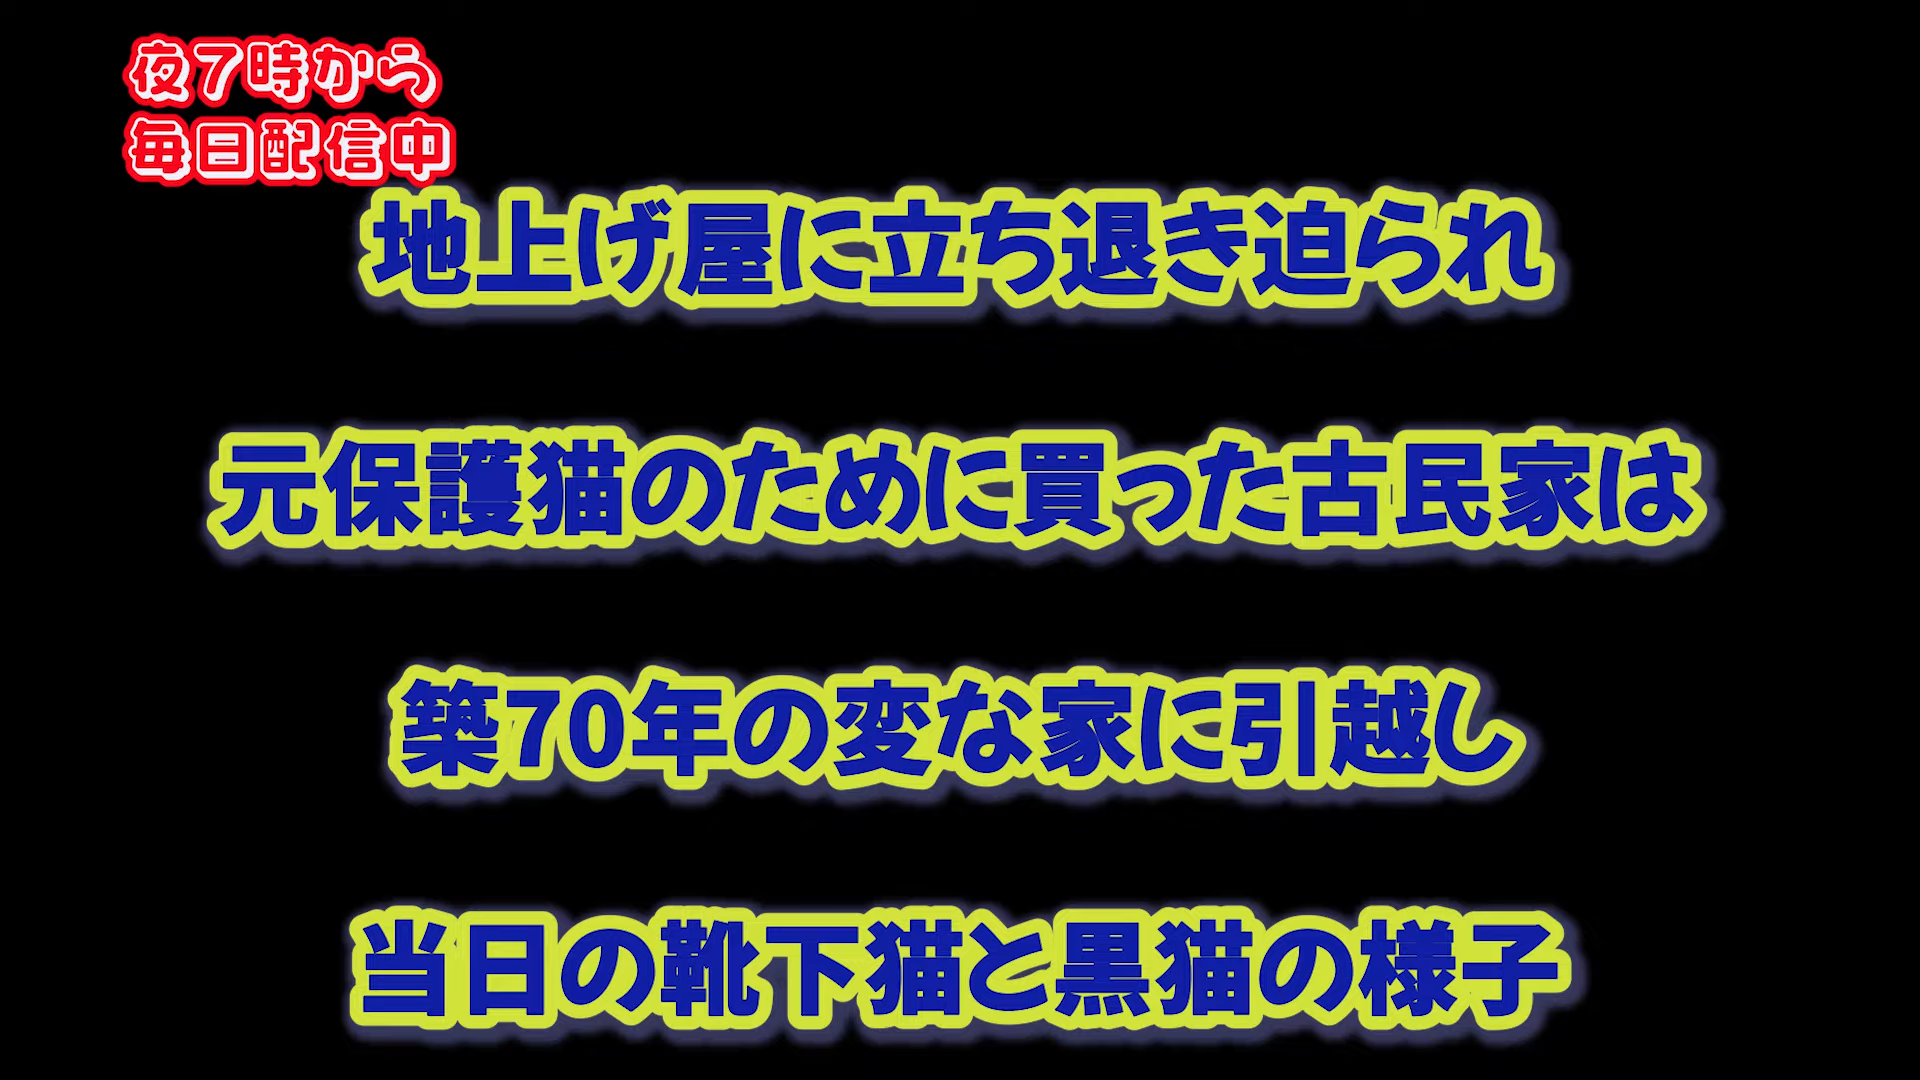 夜7時から
毎日配信中
地上げ屋に立ち退き迫られ
元保護猫のために買った古民家は
築70年の変な家に引越し
当日の靴下猫と黒猫の様子